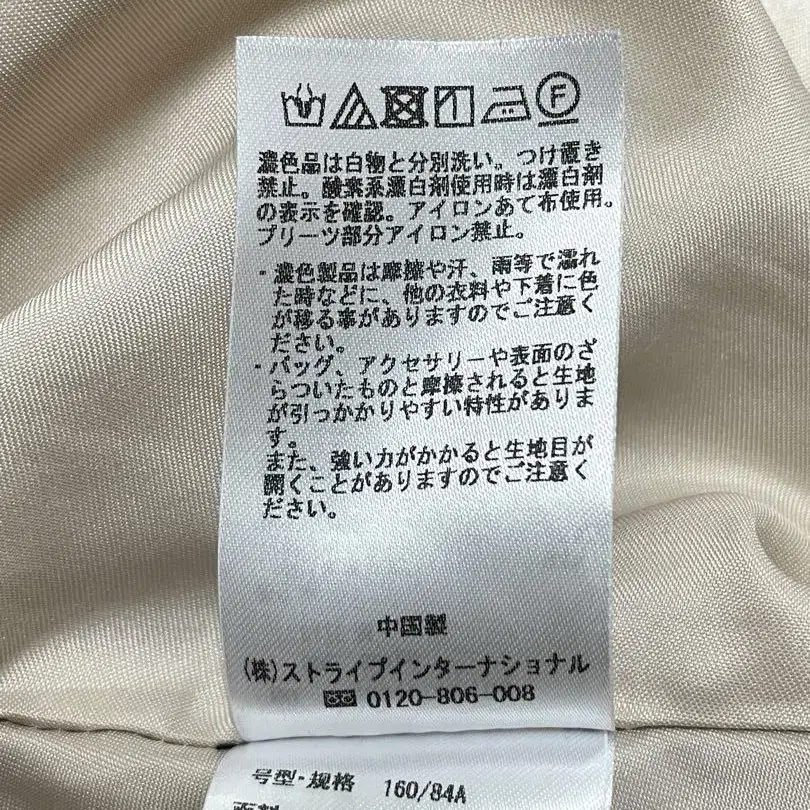 F
濃色品は白物と分別洗い。つけ置き
禁止。酸素系漂白剤使用時は漂白剤
の表示を確認。アイロンあて布使用。
プリーツ部分アイロン禁止。
・濃色製品は摩擦や汗、雨等で濡れ
た時などに、他の衣料や下着に色
が移る事がありますのでご注意く
ださい。
・バッグ、アクセサリーや表面のざ
らついたものと摩擦されると生地
が引っかかりやすい特性がありま
す。
また、強い力がかかると生地目が
開くことがありますのでご注意く
ださい。
中国製
(株)ストライプインターナショナル
0120-806-008
号型·规格 160/84A
面料